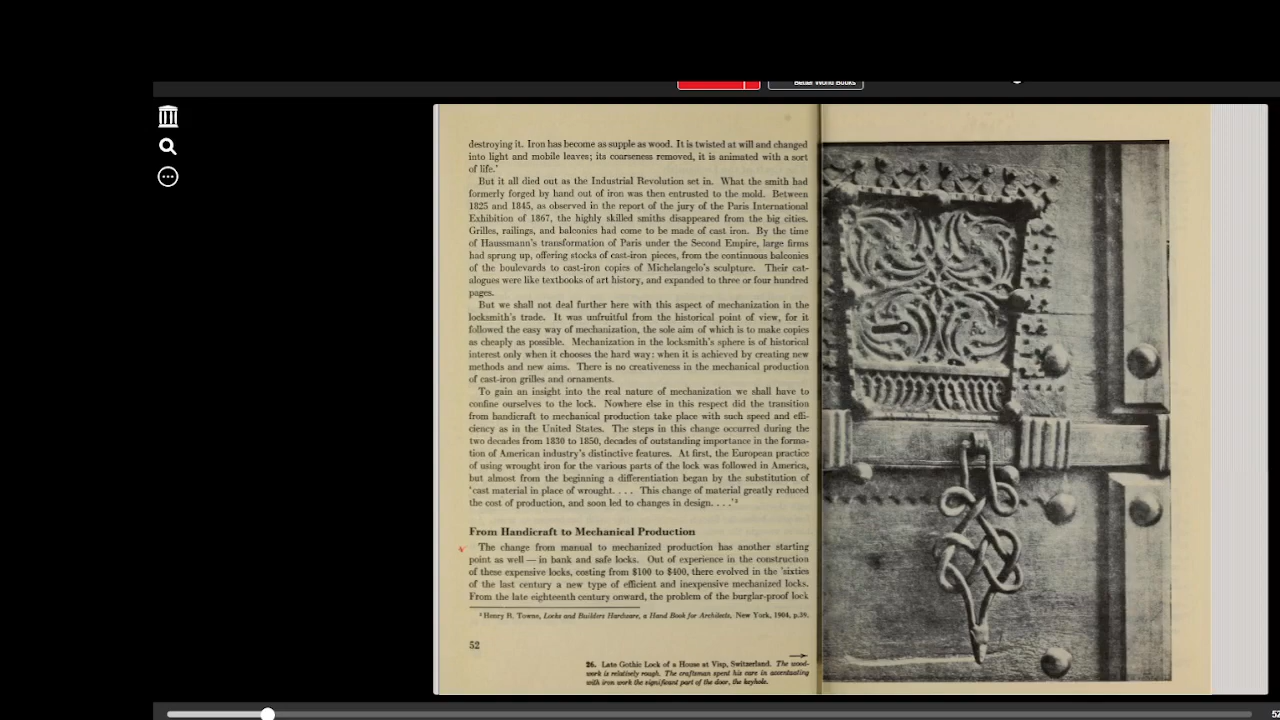 Better World Books
destroying it. Iron has become as supple as wood. It is twisted at will and changed
into light and mobile leaves; its coarseness removed, it is animated with a sort
of life.'
But it all died out as the Industrial Revolution set in. What the smith had
formerly forged by hand out of iron was then entrusted to the mold. Between
1825 and 1845, as observed in the report of the jury of the Paris International
Exhibition of 1867, the highly skilled smiths disappeared from the big cities.
Grilles, railings, and balconies had come to be made of cast iron. By the time
of Haussmann's transformation of Paris under the Second Empire, large firms
had sprung up, offering stocks of cast-iron pieces, from the continuous balconies
of the boulevards to cast-iron copies of Michelangelo's sculpture. Their cat-
alogues were like textbooks of art history, and expanded to three or four hundred
pages.
But we shall not deal further here with this aspect of mechanization in the
locksmith's trade. It was unfruitful from the historical point of view, for it
followed the easy way of mechanization, the sole aim of which is to make copies
as cheaply as possible. Mechanization in the locksmith's sphere is of historical
interest only when it chooses the hard way: when it is achieved by creating new
methods and new aims. There is no creativeness in the mechanical production
of cast-iron grilles and ornaments.
To gain an insight into the real nature of mechanization we shall have to
confine ourselves to the lock. Nowhere else in this respect did the transition
from handicraft to mechanical production take place with such speed and effi-
ciency as in the United States. The steps in this change occurred during the
two decades from 1830 to 1850, decades of outstanding importance in the forma-
tion of American industry's distinctive features. At first, the European practice
of using wrought iron for the various parts of the lock was followed in America,
but almost from the beginning a differentiation began by the substitution of
'cast material in place of wrought. . . . This change of material greatly reduced
the cost of production, and soon led to changes in design. . . .'³
From Handicraft to Mechanical Production
The change from manual to mechanized production has another starting
point as well — in bank and safe locks. Out of experience in the construction
of these expensive locks, costing from $100 to $400, there evolved in the 'sixties
of the last century a new type of efficient and inexpensive mechanized locks.
From the late eighteenth century onward, the problem of the burglar-proof lock
³ Henry R. Towne, Locks and Builders Hardware, a Hand Book for Architects, New York, 1904, p.39.
52
26. Late Gothic Lock of a House at Visp, Switzerland. The wood-
work is relatively rough. The craftsman spent his care in accentuating
with iron work the significant part of the door, the keyhole.